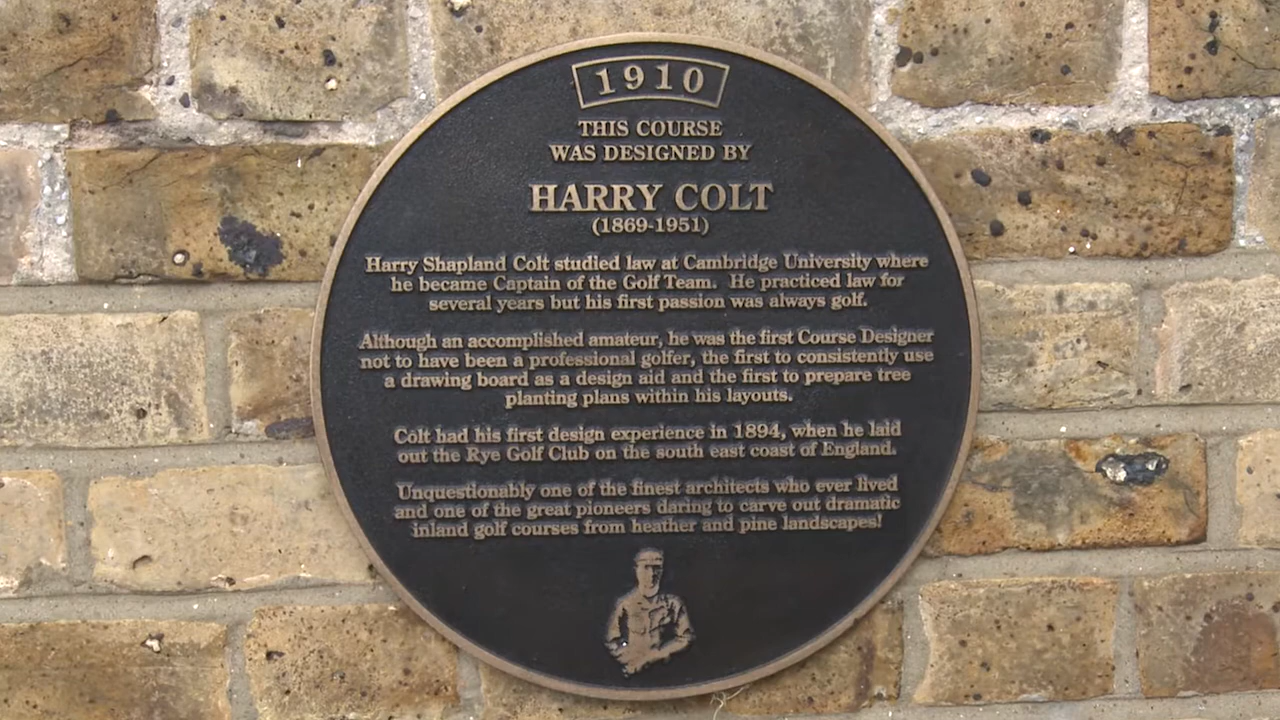 1910
THIS COURSE
WAS DESIGNED BY
HARRY COLT
(1869-1951)
Harry Shapland Colt studied law at Cambridge University where
he became Captain of the Golf Team. He practiced law for
several years but his first passion was always golf.
Although an accomplished amateur, he was the first Course Designer
not to have been a professional golfer, the first to consistently use
a drawing board as a design aid and the first to prepare tree
planting plans within his layouts.
Colt had his first design experience in 1894, when he laid
out the Rye Golf Club on the south east coast of England.
Unquestionably one of the finest architects who ever lived
and one of the great pioneers daring to carve out dramatic
inland golf courses from heather and pine landscapes!